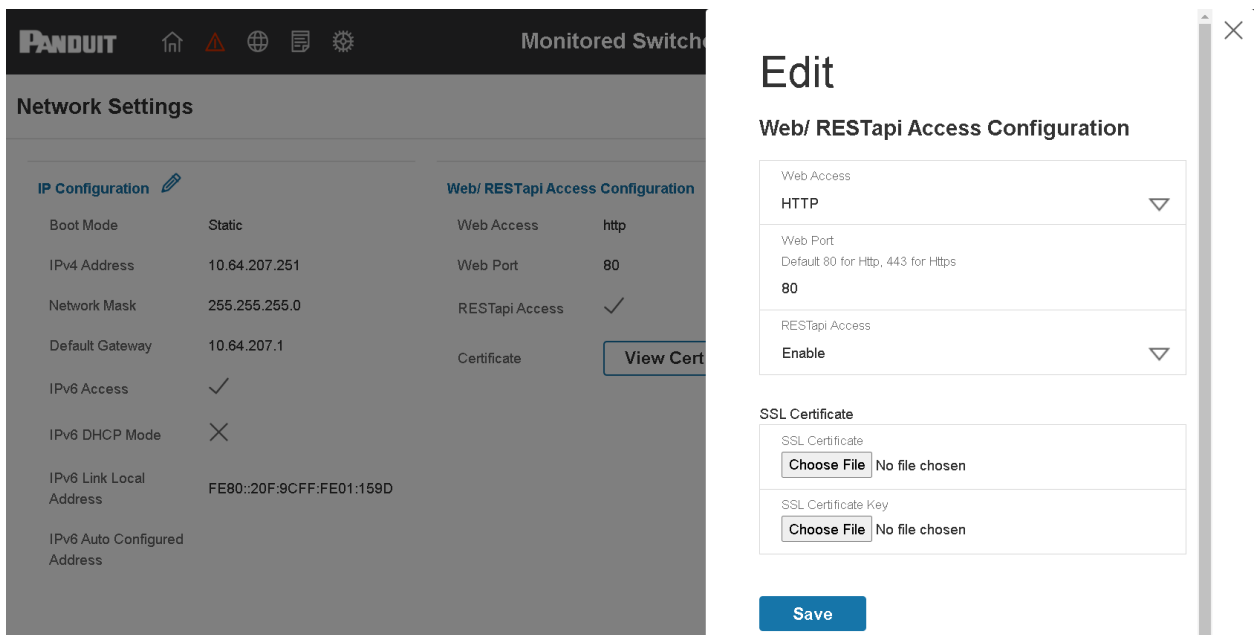 PANDUIT
Monitored Switche
Network Settings
IP Configuration
Boot Mode Static
IPv4 Address 10.64.207.251
Network Mask 255.255.255.0
Default Gateway 10.64.207.1
IPv6 Access
IPv6 DHCP Mode
IPv6 Link Local
Address FE80::20F:9CFF:FE01:159D
IPv6 Auto Configured
Address
Web/ RESTapi Access Configuration
Web Access http
Web Port 80
RESTapi Access
Certificate View Cert
Edit
Web/ RESTapi Access Configuration
Web Access
HTTP
Web Port
Default 80 for Http, 443 for Https
80
RESTapi Access
Enable
SSL Certificate
SSL Certificate
Choose File No file chosen
SSL Certificate Key
Choose File No file chosen
Save